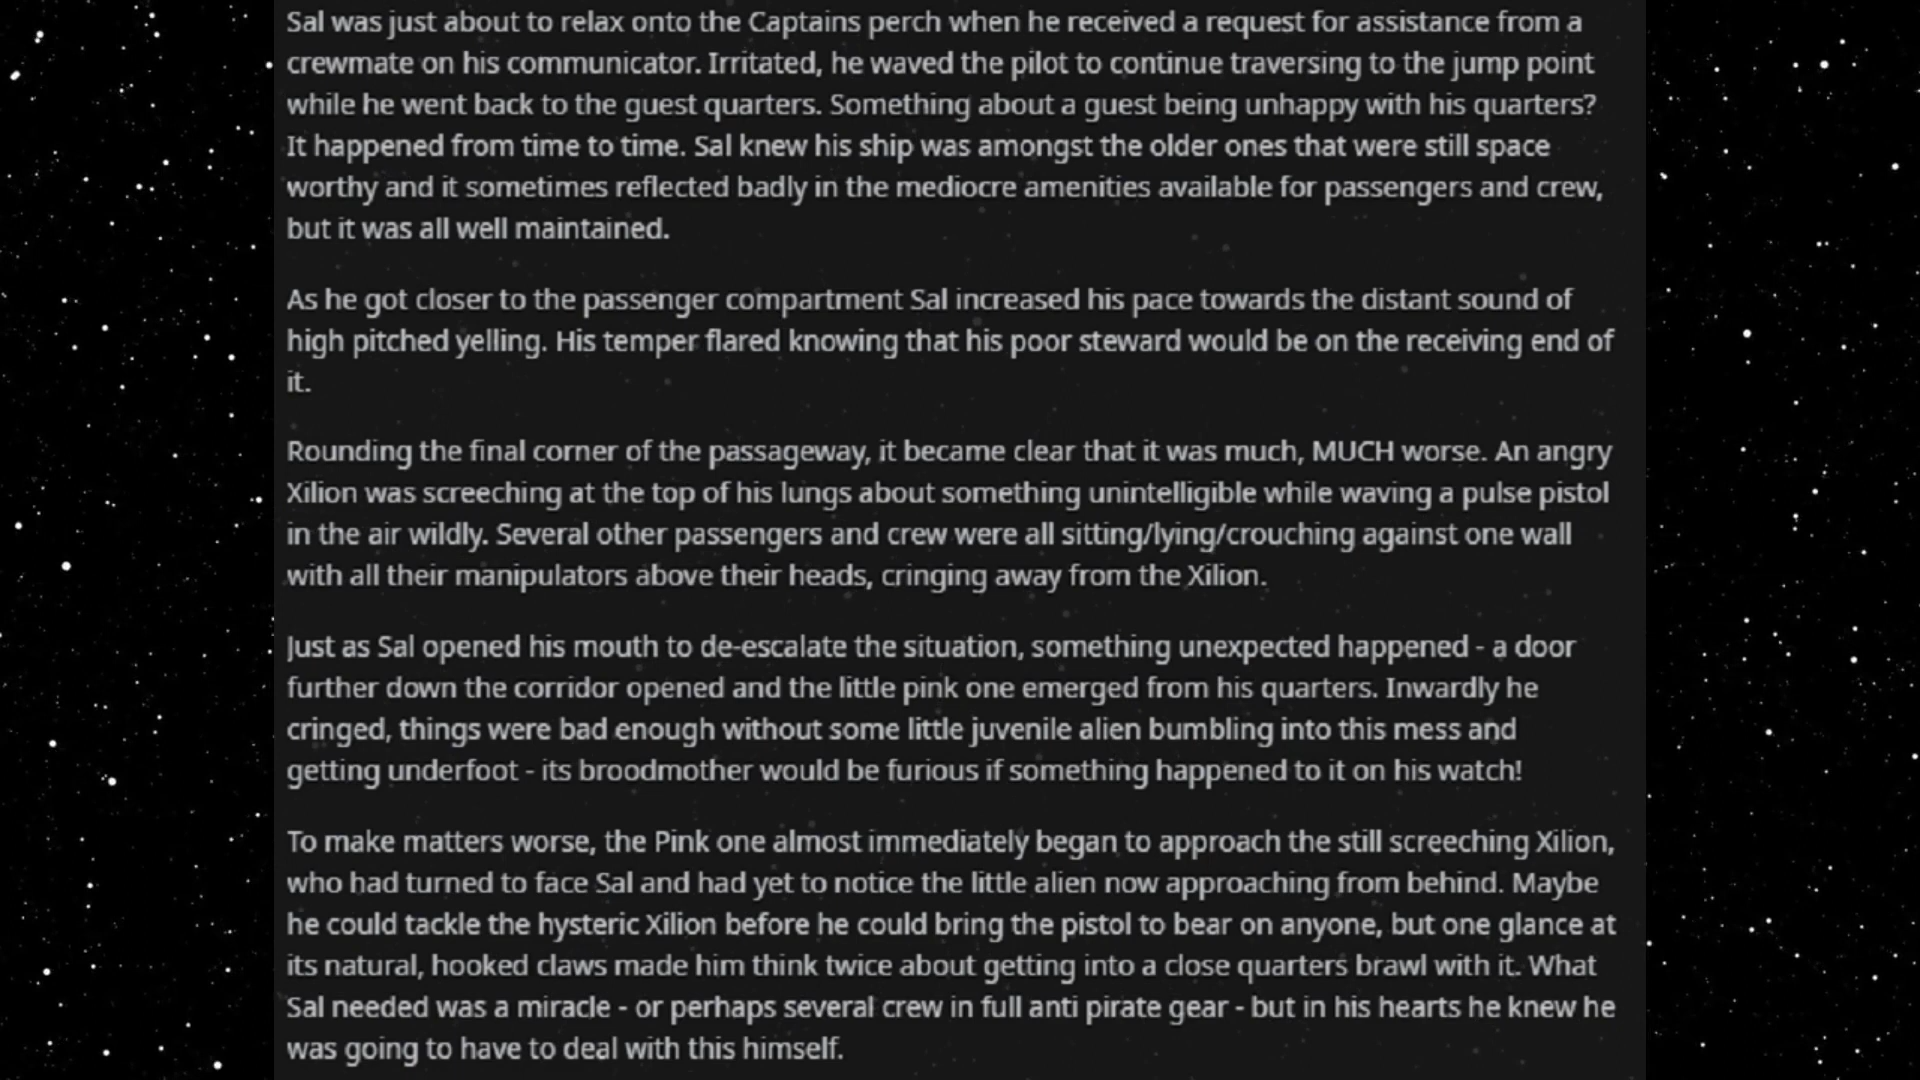 Sal was just about to relax onto the Captains perch when he received a request for assistance from a
crewmate on his communicator. Irritated, he waved the pilot to continue traversing to the jump point
while he went back to the guest quarters. Something about a guest being unhappy with his quarters?
It happened from time to time. Sal knew his ship was amongst the older ones that were still space
worthy and it sometimes reflected badly in the mediocre amenities available for passengers and crew,
but it was all well maintained.
As he got closer to the passenger compartment Sal increased his pace towards the distant sound of
high pitched yelling. His temper flared knowing that his poor steward would be on the receiving end of
it.
Rounding the final corner of the passageway, it became clear that it was much, MUCH worse. An angry
Xilion was screeching at the top of his lungs about something unintelligible while waving a pulse pistol
in the air wildly. Several other passengers and crew were all sitting/lying/crouching against one wall
with all their manipulators above their heads, cringing away from the Xilion.
Just as Sal opened his mouth to de-escalate the situation, something unexpected happened - a door
further down the corridor opened and the little pink one emerged from his quarters. Inwardly he
cringed, things were bad enough without some little juvenile alien bumbling into this mess and
getting underfoot - its broodmother would be furious if something happened to it on his watch!
To make matters worse, the Pink one almost immediately began to approach the still screeching Xilion,
who had turned to face Sal and had yet to notice the little alien now approaching from behind. Maybe
he could tackle the hysteric Xilion before he could bring the pistol to bear on anyone, but one glance at
its natural, hooked claws made him think twice about getting into a close quarters brawl with it. What
Sal needed was a miracle - or perhaps several crew in full anti pirate gear - but in his hearts he knew he
was going to have to deal with this himself.